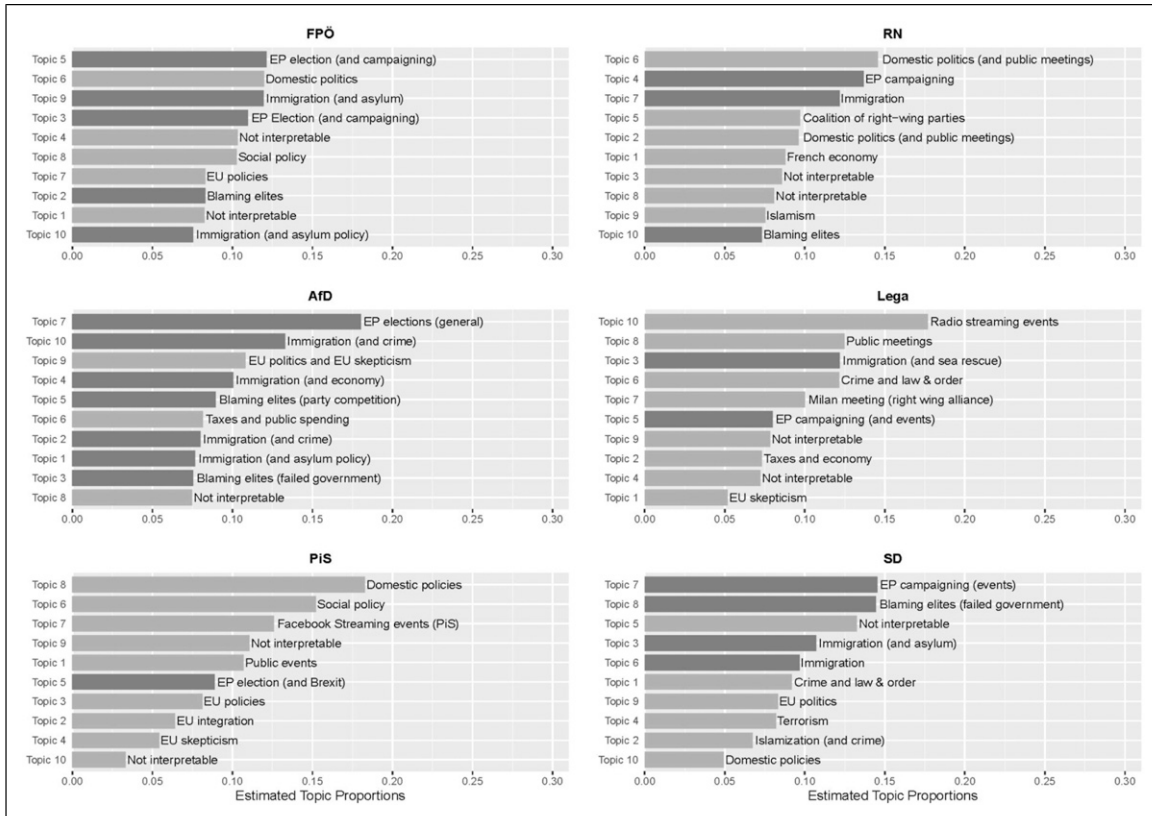 FPÖ
Topic 5 EP election (and campaigning)
Topic 6 Domestic politics
Topic 9 Immigration (and asylum)
Topic 3 EP Election (and campaigning)
Topic 4 Not interpretable
Topic 8 Social policy
Topic 7 EU policies
Topic 2 Blaming elites
Topic 1 Not interpretable
Topic 10 Immigration (and asylum policy)
0.00 0.05 0.10 0.15 0.20 0.25 0.30
RN
Topic 6 Domestic politics (and public meetings)
Topic 4 EP campaigning
Topic 7 Immigration
Topic 5 Coalition of right−wing parties
Topic 2 Domestic politics (and public meetings)
Topic 1 French economy
Topic 3 Not interpretable
Topic 8 Not interpretable
Topic 9 Islamism
Topic 10 Blaming elites
0.00 0.05 0.10 0.15 0.20 0.25 0.30
AfD
Topic 7 EP elections (general)
Topic 10 Immigration (and crime)
Topic 9 EU politics and EU skepticism
Topic 4 Immigration (and economy)
Topic 5 Blaming elites (party competition)
Topic 6 Taxes and public spending
Topic 2 Immigration (and crime)
Topic 1 Immigration (and asylum policy)
Topic 3 Blaming elites (failed government)
Topic 8 Not interpretable
0.00 0.05 0.10 0.15 0.20 0.25 0.30
Lega
Topic 10 Radio streaming events
Topic 8 Public meetings
Topic 3 Immigration (and sea rescue)
Topic 6 Crime and law & order
Topic 7 Milan meeting (right wing alliance)
Topic 5 EP campaigning (and events)
Topic 9 Not interpretable
Topic 2 Taxes and economy
Topic 4 Not interpretable
Topic 1 EU skepticism
0.00 0.05 0.10 0.15 0.20 0.25 0.30
PiS
Topic 8 Domestic policies
Topic 6 Social policy
Topic 7 Facebook Streaming events (PiS)
Topic 9 Not interpretable
Topic 1 Public events
Topic 5 EP election (and Brexit)
Topic 3 EU policies
Topic 2 EU integration
Topic 4 EU skepticism
Topic 10 Not interpretable
0.00 0.05 0.10 0.15 0.20 0.25 0.30
Estimated Topic Proportions
SD
Topic 7 EP campaigning (events)
Topic 8 Blaming elites (failed government)
Topic 5 Not interpretable
Topic 3 Immigration (and asylum)
Topic 6 Immigration
Topic 1 Crime and law & order
Topic 9 EU politics
Topic 4 Terrorism
Topic 2 Islamization (and crime)
Topic 10 Domestic policies
0.00 0.05 0.10 0.15 0.20 0.25 0.30
Estimated Topic Proportions